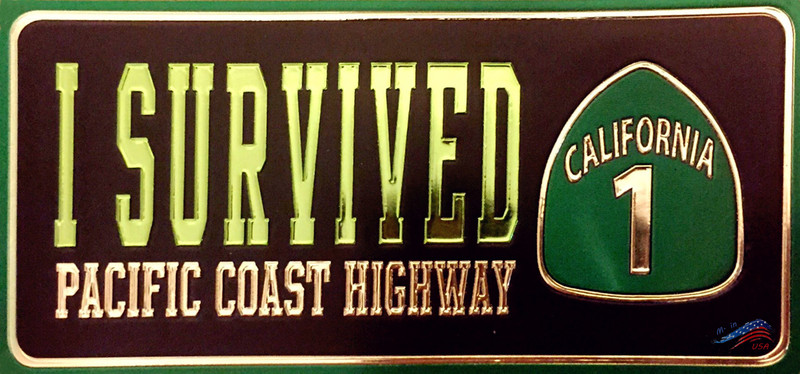 I SURVIVED
PACIFIC COAST HIGHWAY
CALIFORNIA
1
USA